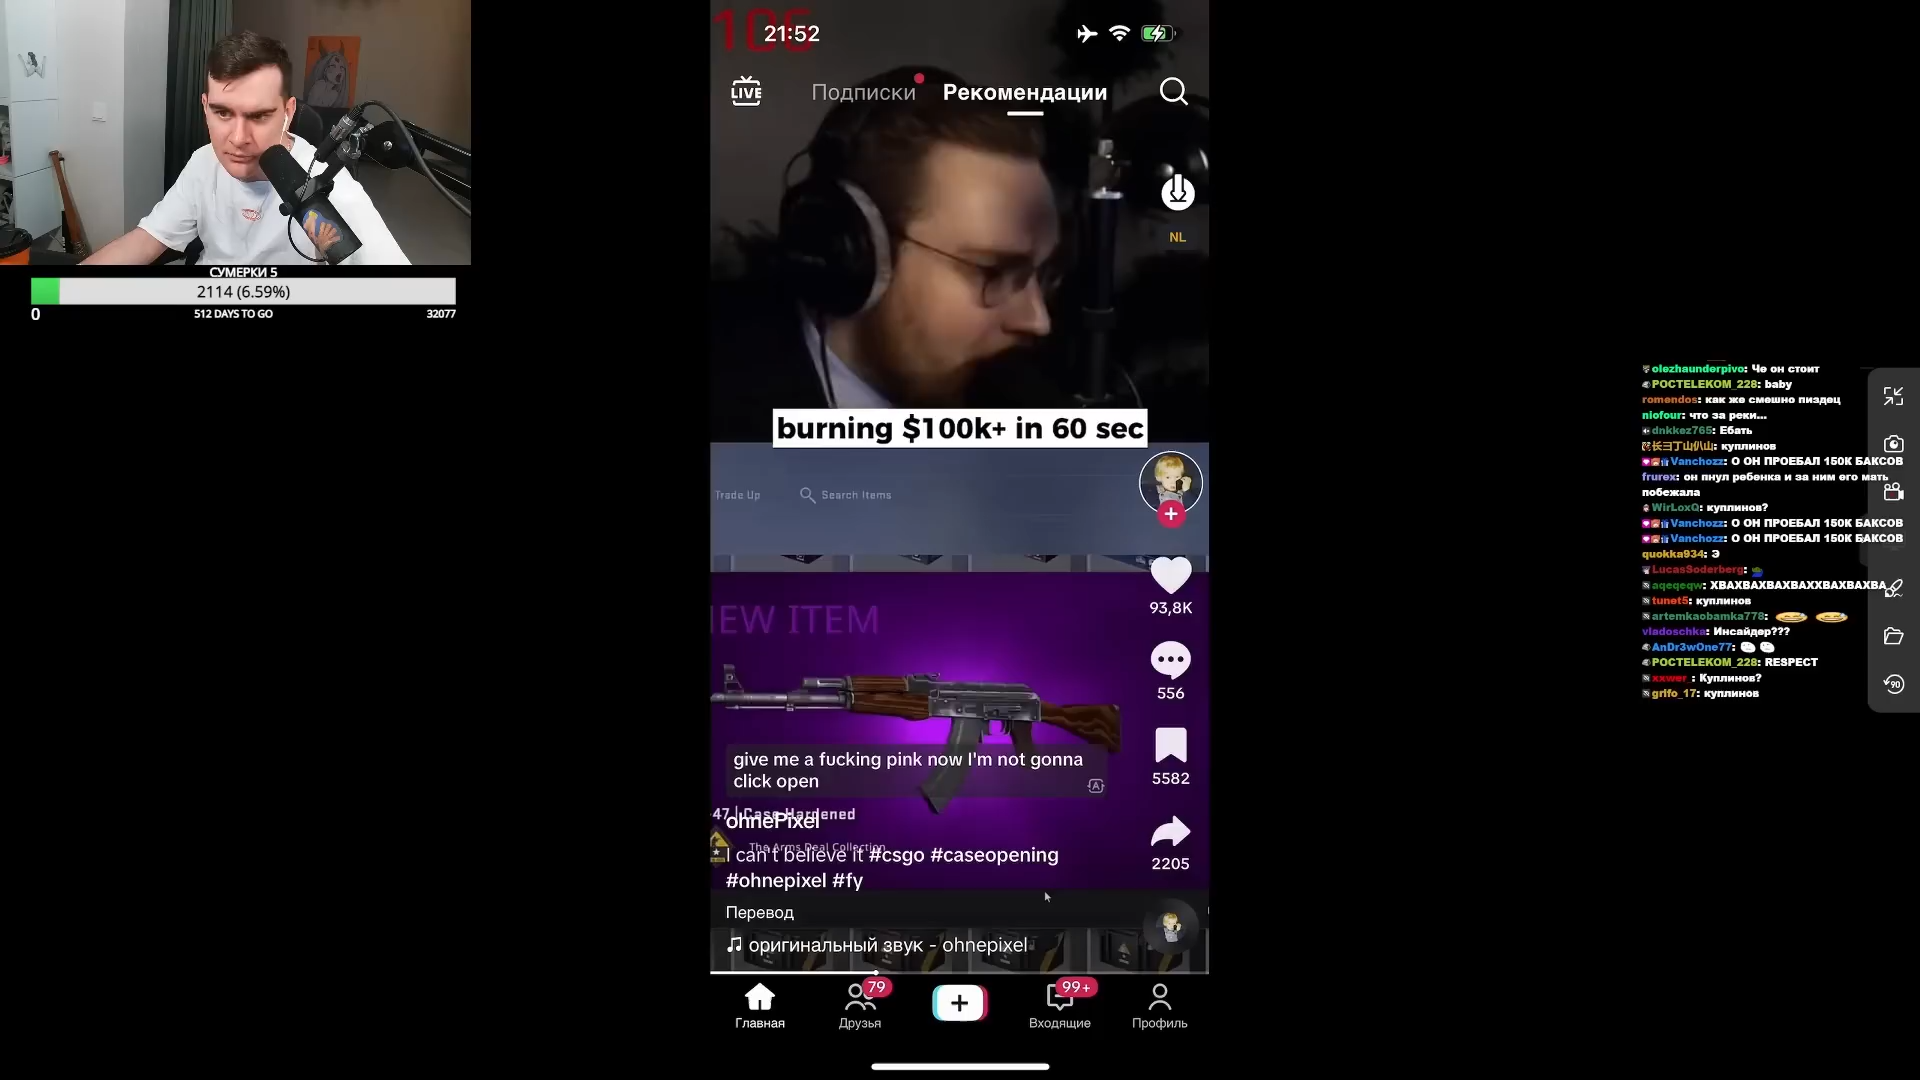 СУМЕРКИ 5
2114 (6.59%)
0
512 DAYS TO GO
32077
106
21:52
LIVE
Подписки
Рекомендации
NL
burning $100k+ in 60 sec
Trade Up
Search Items
93,8K
NEW ITEM
556
give me a fucking pink now I'm not gonna
click open
5582
-47 | Case Hardened
ohnePixel
The Arms Deal Collection
I can't believe it #csgo #caseopening
#ohnepixel #fy
2205
Перевод
оригинальный звук - ohnepixel
79
99+
Главная
Друзья
Входящие
Профиль
olezhaunderpivo: Че он стоит
POCTELEKOM_228: baby
romendos: как же смешно пиздец
niofour: что за реки...
dnkkez765: Ебать
куплинов
Vanchozz: О ОН ПРОЕБАЛ 150К БАКСОВ
frurex: он пнул ребенка и за ним его мать
побежала
WirLoxQ: куплинов?
Vanchozz: О ОН ПРОЕБАЛ 150К БАКСОВ
Vanchozz: О ОН ПРОЕБАЛ 150К БАКСОВ
quokka934: Э
LucasSoderberg:
aqeqeqw: ХВАХВАХВАХВАХХВАХВАХВА
tunet5: куплинов
artemkaobamka778:
vladoschka: Инсайдер???
AnDr3wOne77:
POCTELEKOM_228: RESPECT
xxwer : Куплинов?
grifo_17: куплинов
90